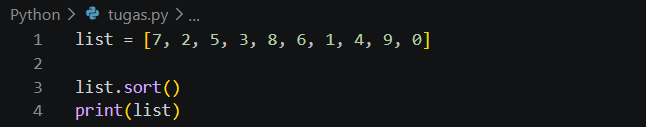 Python > tugas.py > ...
1 list = [7, 2, 5, 3, 8, 6, 1, 4, 9, 0]
2
3 list.sort()
4 print(list)